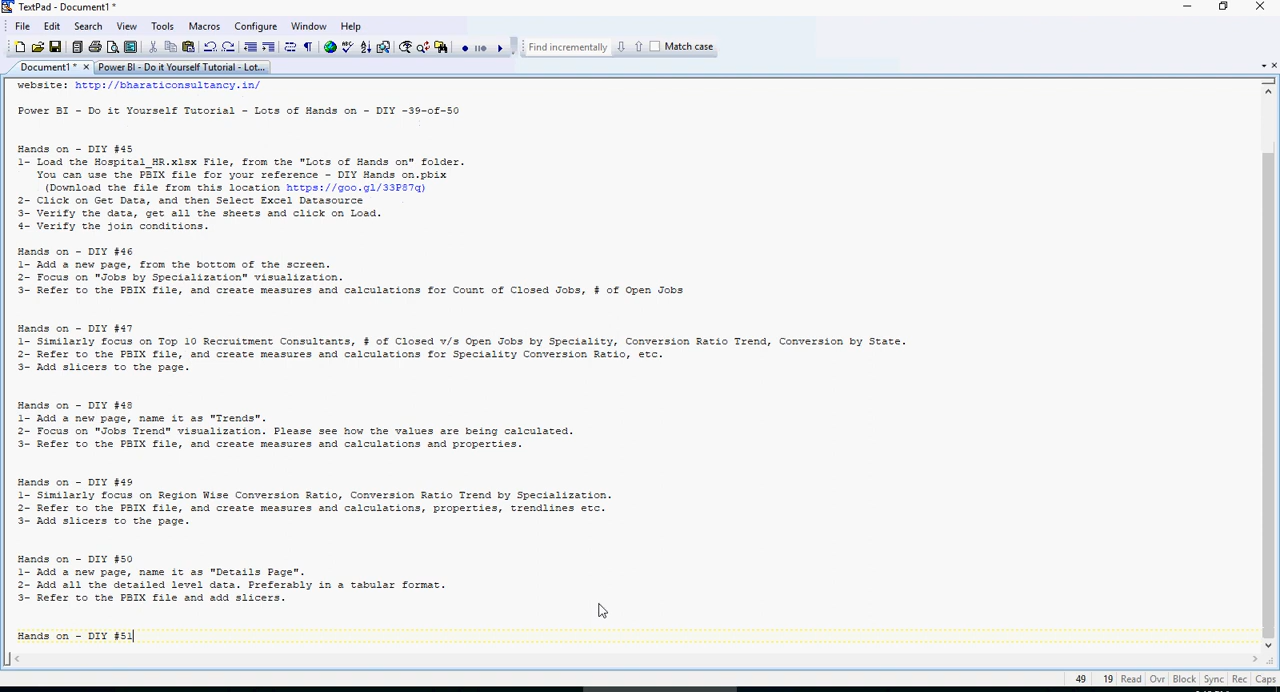 TextPad - Document1 *
File Edit Search View Tools Macros Configure Window Help
Find incrementally Match case
Document1 * Power BI - Do it Yourself Tutorial - Lot...
website: http://bharaticonsultancy.in/
Power BI - Do it Yourself Tutorial - Lots of Hands on - DIY -39-of-50
Hands on - DIY #45
1- Load the Hospital_HR.xlsx File, from the "Lots of Hands on" folder.
You can use the PBIX file for your reference - DIY Hands on.pbix
(Download the file from this location https://goo.gl/33P87q)
2- Click on Get Data, and then Select Excel Datasource
3- Verify the data, get all the sheets and click on Load.
4- Verify the join conditions.
Hands on - DIY #46
1- Add a new page, from the bottom of the screen.
2- Focus on "Jobs by Specialization" visualization.
3- Refer to the PBIX file, and create measures and calculations for Count of Closed Jobs, # of Open Jobs
Hands on - DIY #47
1- Similarly focus on Top 10 Recruitment Consultants, # of Closed v/s Open Jobs by Speciality, Conversion Ratio Trend, Conversion by State.
2- Refer to the PBIX file, and create measures and calculations for Speciality Conversion Ratio, etc.
3- Add slicers to the page.
Hands on - DIY #48
1- Add a new page, name it as "Trends".
2- Focus on "Jobs Trend" visualization. Please see how the values are being calculated.
3- Refer to the PBIX file, and create measures and calculations and properties.
Hands on - DIY #49
1- Similarly focus on Region Wise Conversion Ratio, Conversion Ratio Trend by Specialization.
2- Refer to the PBIX file, and create measures and calculations, properties, trendlines etc.
3- Add slicers to the page.
Hands on - DIY #50
1- Add a new page, name it as "Details Page".
2- Add all the detailed level data. Preferably in a tabular format.
3- Refer to the PBIX file and add slicers.
Hands on - DIY #51
49 19 Read Ovr Block Sync Rec Caps